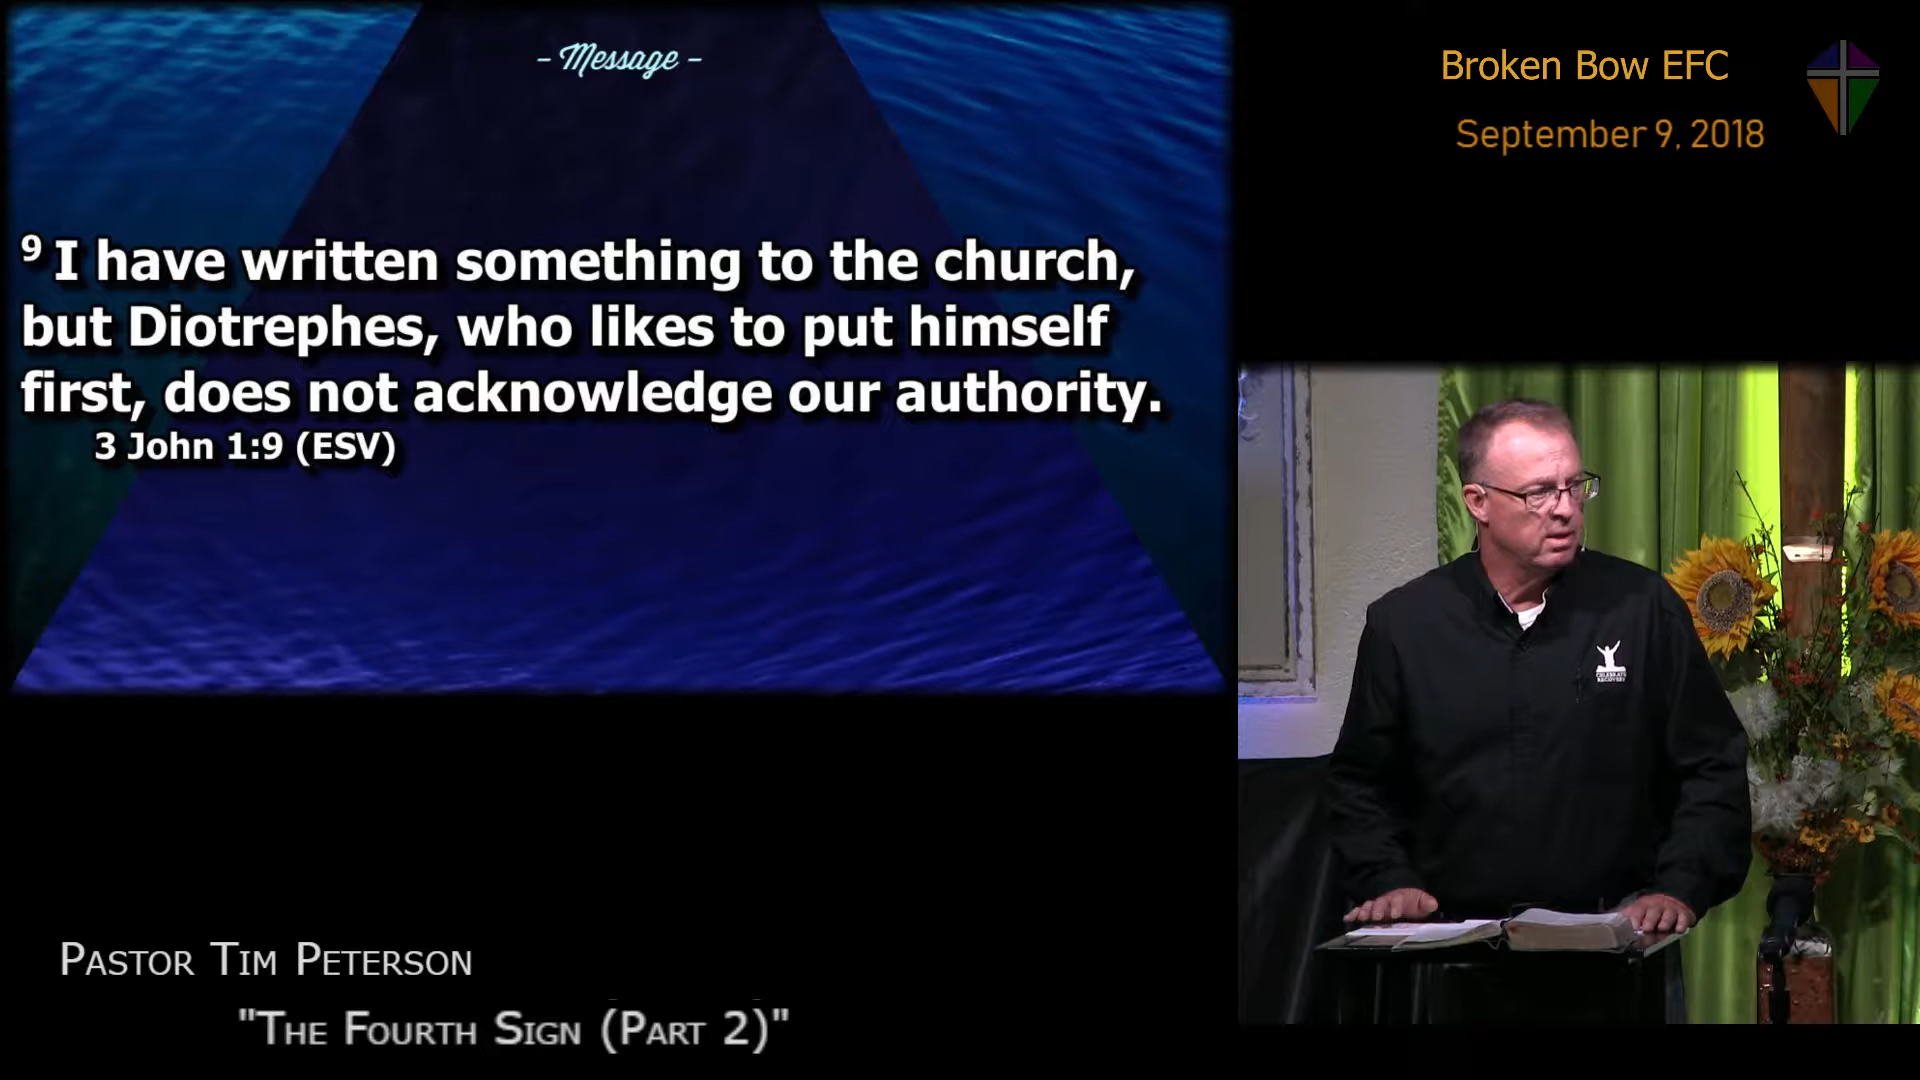 - Message -
9 I have written something to the church,
but Diotrephes, who likes to put himself
first, does not acknowledge our authority.
3 John 1:9 (ESV)
Broken Bow EFC
September 9, 2018
CELEBRATE
RECOVERY
PASTOR TIM PETERSON
"THE FOURTH SIGN (PART 2)"